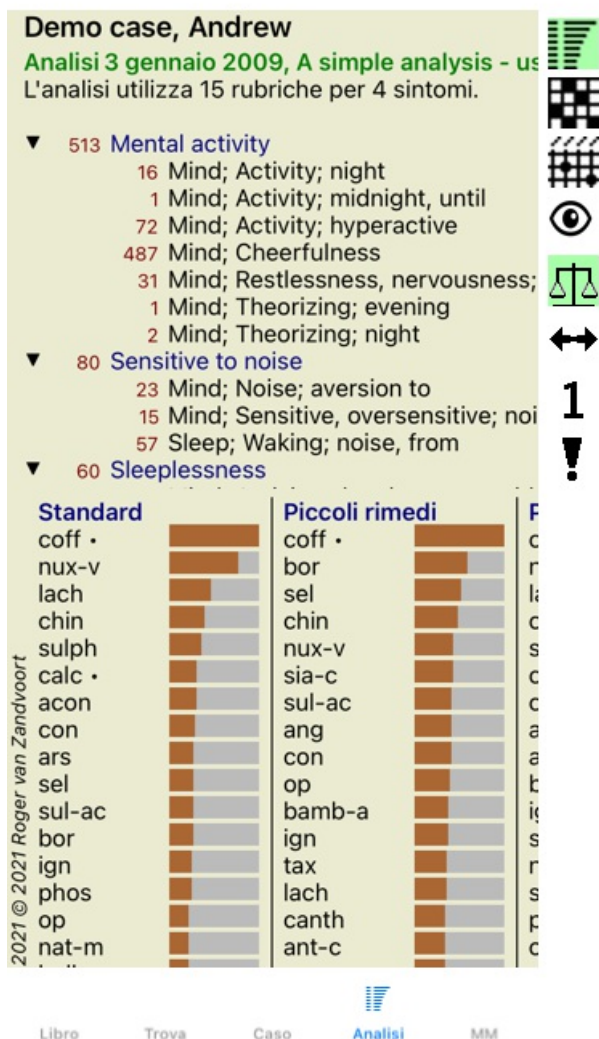 Demo case, Andrew
Analisi 3 gennaio 2009, A simple analysis - us
L'analisi utilizza 15 rubriche per 4 sintomi.
▼ 513 Mental activity
16 Mind; Activity; night
1 Mind; Activity; midnight, until
72 Mind; Activity; hyperactive
487 Mind; Cheerfulness
31 Mind; Restlessness, nervousness;
1 Mind; Theorizing; evening
2 Mind; Theorizing; night
▼ 80 Sensitive to noise
23 Mind; Noise; aversion to
15 Mind; Sensitive, oversensitive; noi
57 Sleep; Waking; noise, from
▼ 60 Sleeplessness
1
Standard
coff •
nux-v
lach
chin
sulph
calc •
acon
con
ars
sel
sul-ac
bor
ign
phos
op
nat-m
Piccoli rimedi
coff •
bor
sel
chin
nux-v
sia-c
sul-ac
ang
con
op
bamb-a
ign
tax
lach
canth
ant-c
2021 © 2021 Roger van Zandvoort
Libro Trova Caso Analisi MM